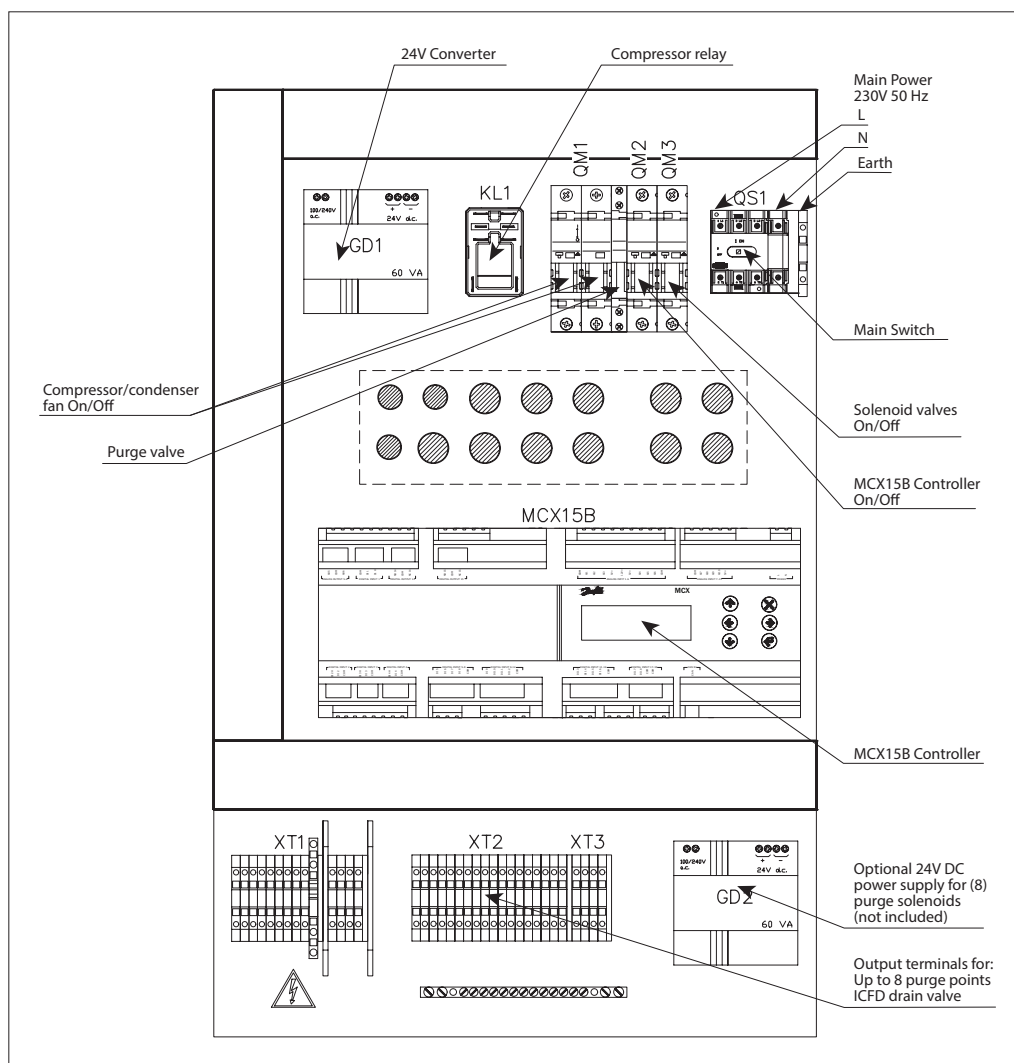 24V Converter
Compressor relay
Main Power
230V 50 Hz
L
N
Earth
QM1
QM2
QM3
KL1
QS1
100/240V
a.c.
+ -
24V d.c.
GD1
60 VA
Main Switch
Compressor/condenser
fan On/Off
Purge valve
Solenoid valves
On/Off
MCX15B Controller
On/Off
MCX15B
Danfoss
MCX
MCX15B Controller
XT1
XT2
XT3
100/240V
a.c.
+ -
24V d.c.
GD2
60 VA
Optional 24V DC
power supply for (8)
purge solenoids
(not included)
Output terminals for:
Up to 8 purge points
ICFD drain valve